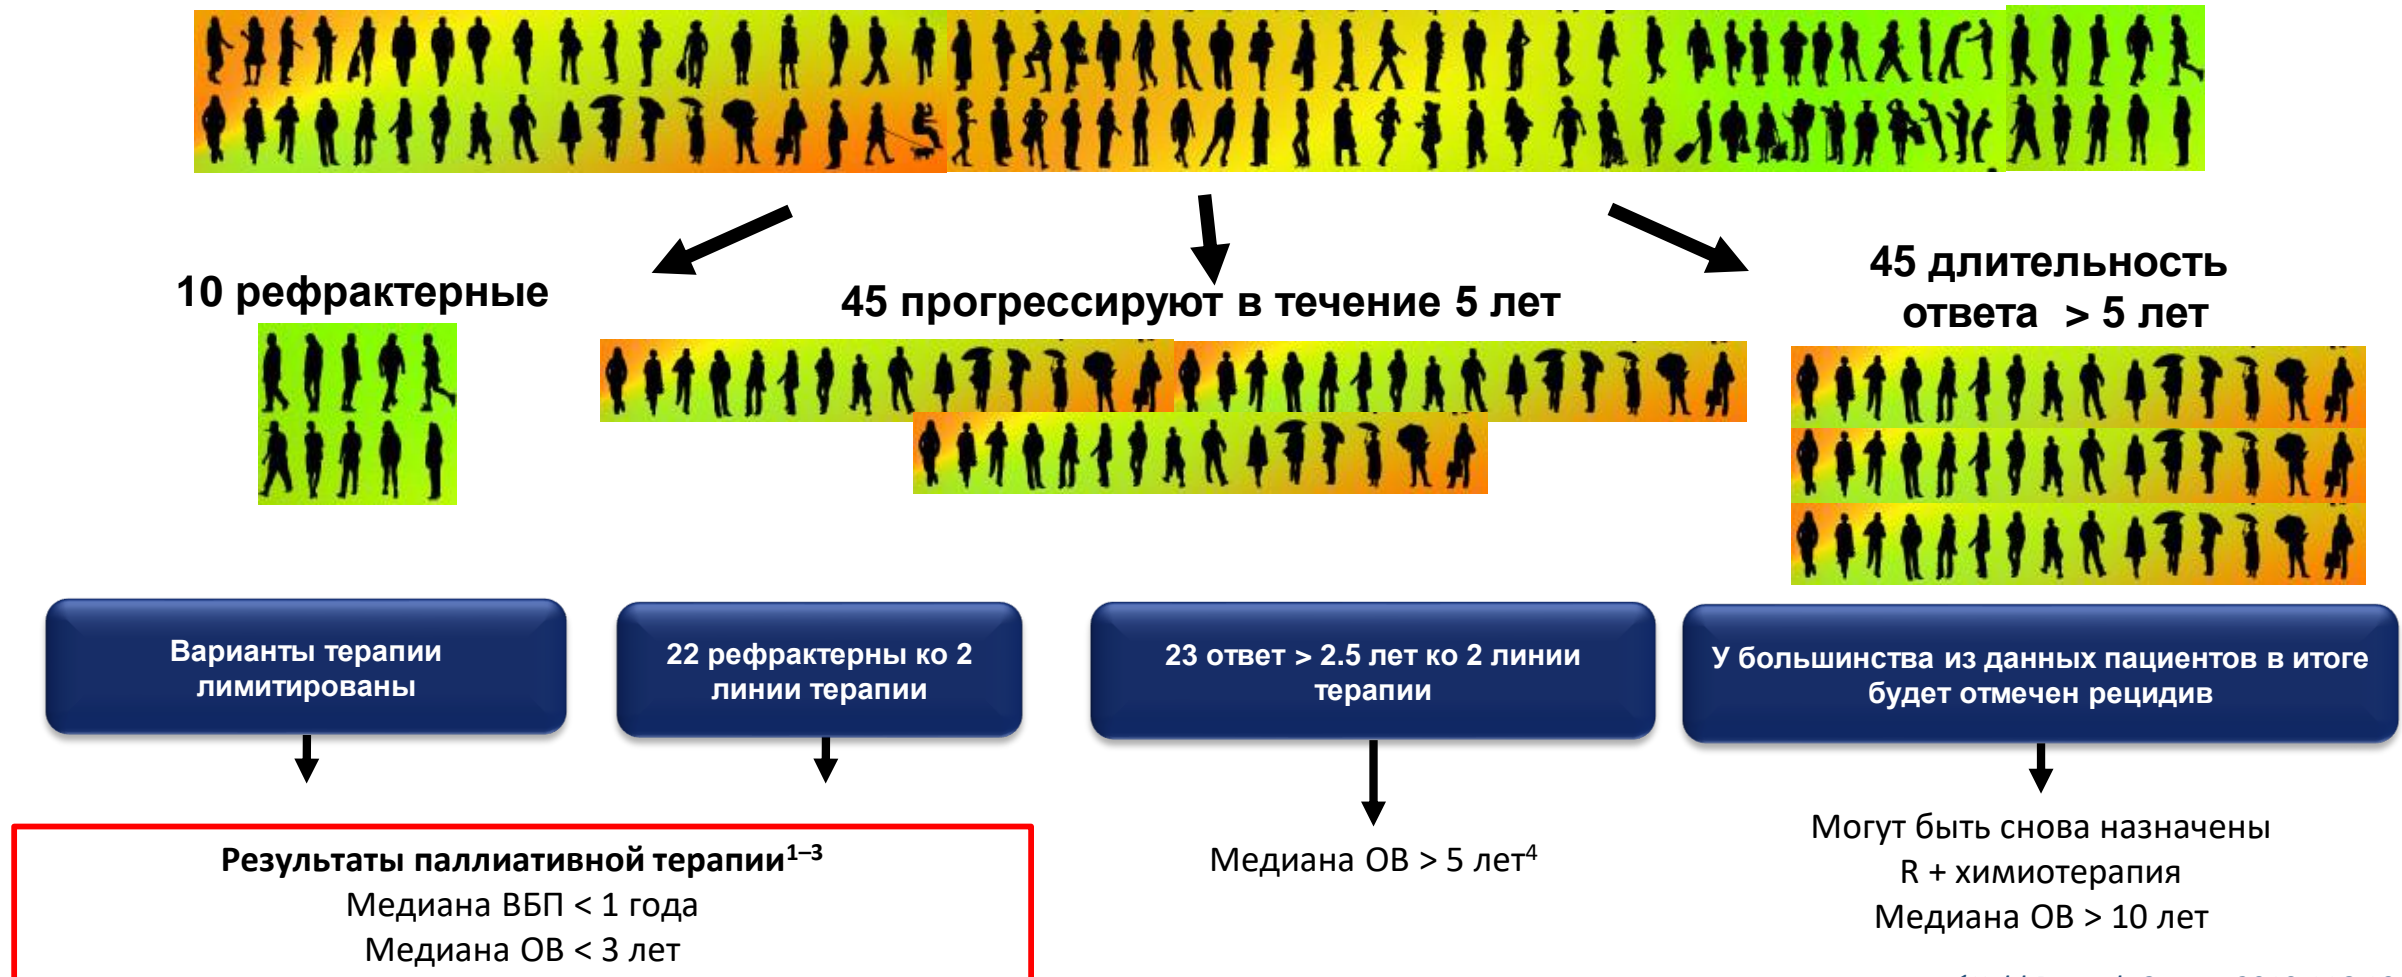 10 рефрактерные
45 прогрессируют в течение 5 лет
45 длительность
ответа > 5 лет
Варианты терапии
лимитированы
22 рефрактерны ко 2
линии терапии
23 ответ > 2.5 лет ко 2 линии
терапии
У большинства из данных пациентов в итоге
будет отмечен рецидив
Результаты паллиативной терапии¹⁻³
Медиана ВБП < 1 года
Медиана ОВ < 3 лет
Медиана ОВ > 5 лет⁴
Могут быть снова назначены
R + химиотерапия
Медиана ОВ > 10 лет